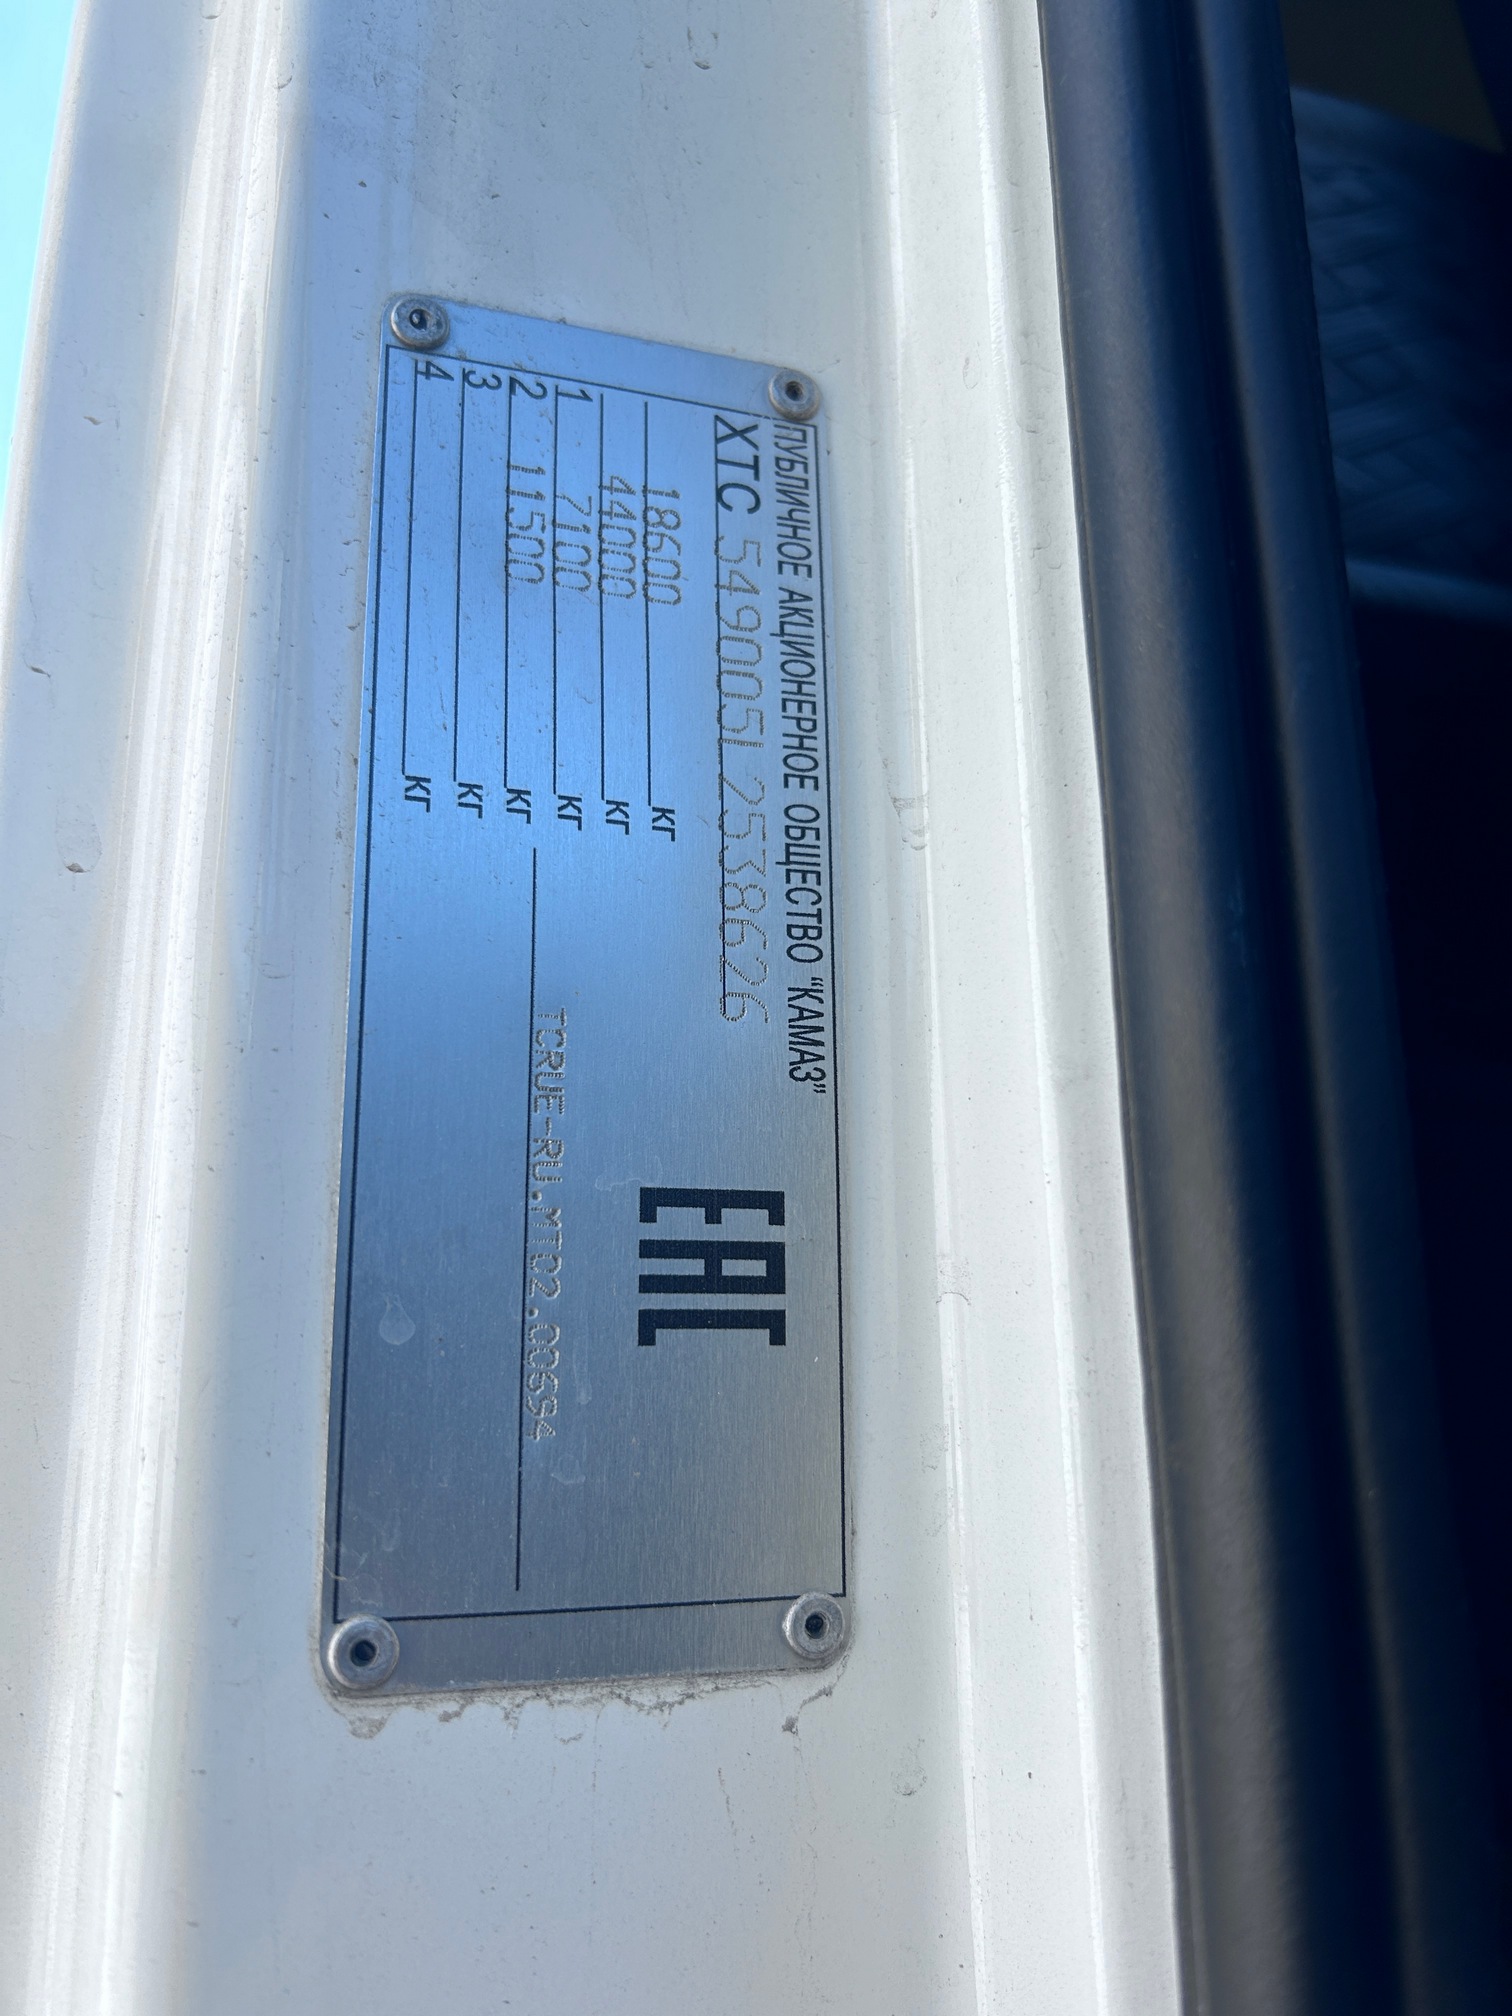 ПУБЛИЧНОЕ АКЦИОНЕРНОЕ ОБЩЕСТВО “КАМАЗ”
XTC 549005L2538626
EAC
18600 КГ
44000 КГ
1 7100 КГ
2 11500 КГ
3 КГ
4 КГ
TCRUE-RU.MT02.00694